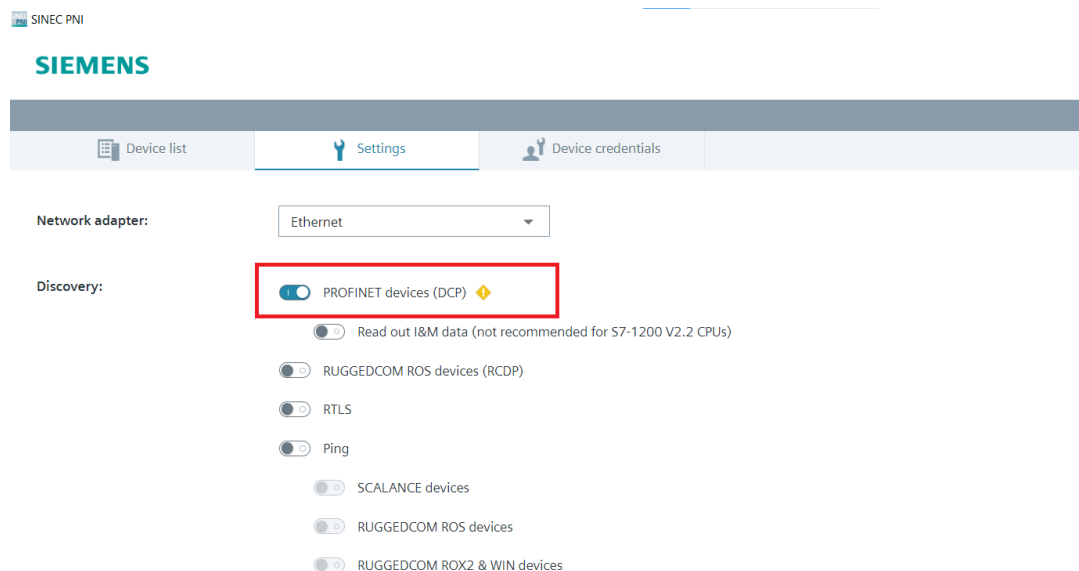 SINEC PNI
SIEMENS
Device list
Settings
Device credentials
Network adapter:
Ethernet
Discovery:
PROFINET devices (DCP)
Read out I&M data (not recommended for S7-1200 V2.2 CPUs)
RUGGEDCOM ROS devices (RCDP)
RTLS
Ping
SCALANCE devices
RUGGEDCOM ROS devices
RUGGEDCOM ROX2 & WIN devices